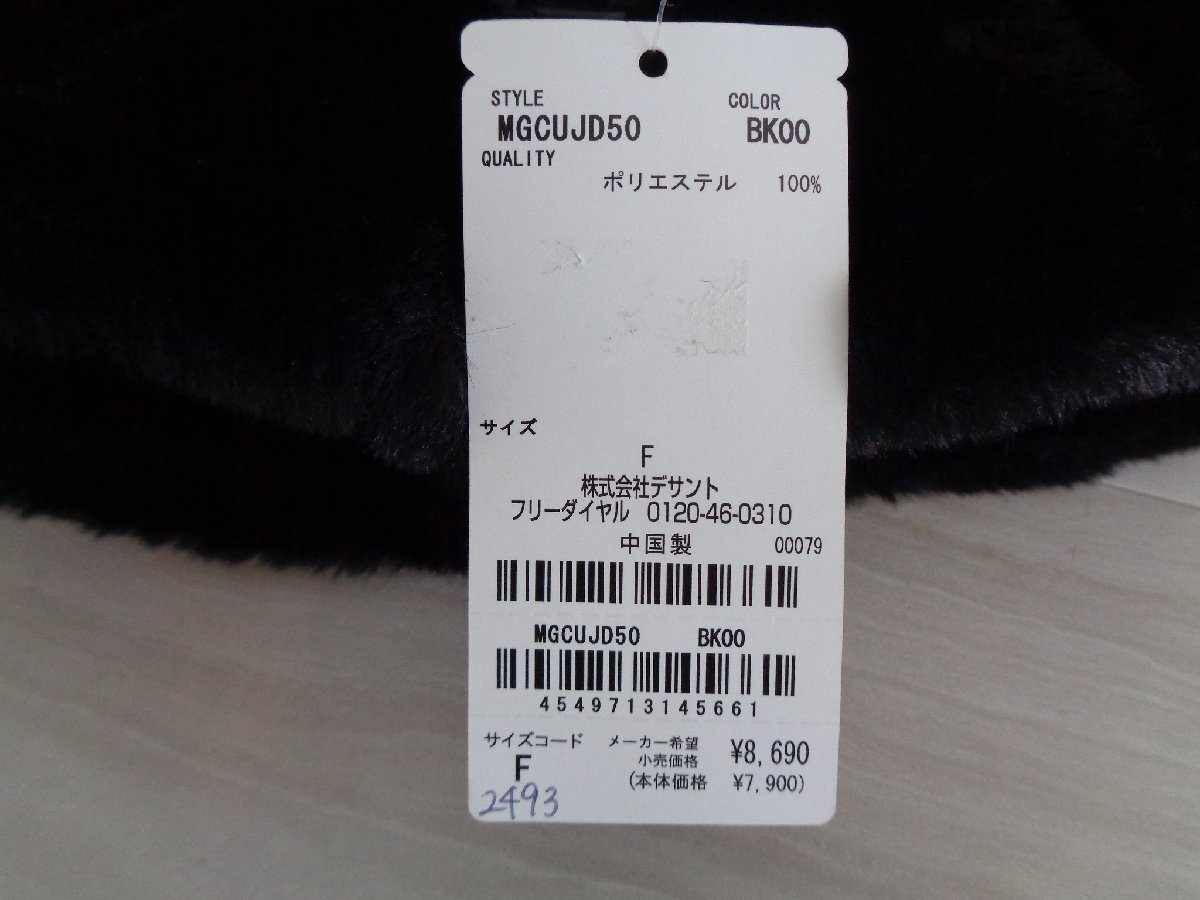 STYLE COLOR
MGCUJD50 BK00
QUALITY
ポリエステル 100%
サイズ
F
株式会社デサント
フリーダイヤル 0120-46-0310
中国製 00079
MGCUJD50 BK00
4549713145661
サイズコード メーカー希望 ¥8,690
小売価格
F (本体価格 ¥7,900)
2493